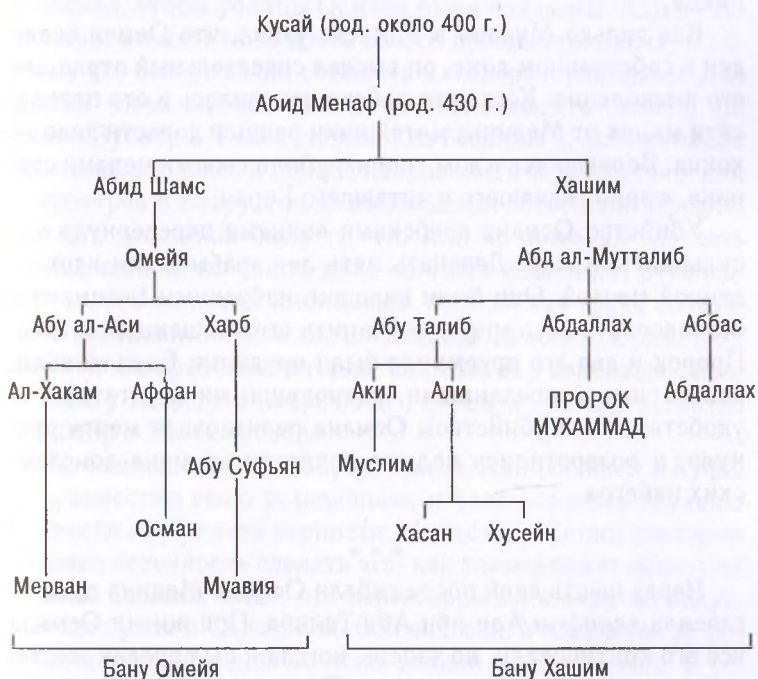 Кусай (род. около 400 г.)
Абид Менаф (род. 430 г.)
Абид Шамс Хашим
Омейя Абд ал-Мутталиб
Абу ал-Аси Харб Абу Талиб Абдаллах Аббас
Ал-Хакам Аффан Акил Али ПРОРОК Абдаллах
МУХАММАД
Абу Суфьян Муслим
Осман Хасан Хусейн
Мерван Муавия
Бану Омейя Бану Хашим